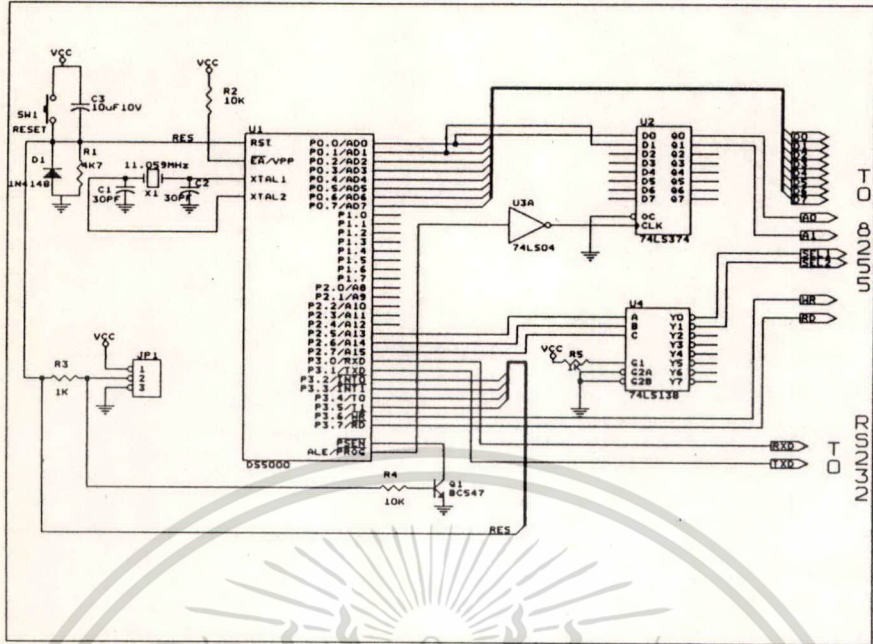 VCC
SW1
RESET
C3
10uF10V
D1
1N4148
R1
4K7
VCC
R2
10K
RES
11.059MHz
C1
30PF
X1
C2
30PF
U1
RST
EA/VPP
XTAL1
XTAL2
P0.0/AD0
P0.1/AD1
P0.2/AD2
P0.3/AD3
P0.4/AD4
P0.5/AD5
P0.6/AD6
P0.7/AD7
P1.0
P1.1
P1.2
P1.3
P1.4
P1.5
P1.6
P1.7
P2.0/A8
P2.1/A9
P2.2/A10
P2.3/A11
P2.4/A12
P2.5/A13
P2.6/A14
P2.7/A15
P3.0/RXD
P3.1/TXD
P3.2/INT0
P3.3/INT1
P3.4/T0
P3.5/T1
P3.6/WR
P3.7/RD
PSEN
ALE/PROG
DS5000
U3A
74LS04
U2
D0 Q0
D1 Q1
D2 Q2
D3 Q3
D4 Q4
D5 Q5
D6 Q6
D7 Q7
OC
CLK
74LS374
U4
A Y0
B Y1
C Y2
Y3
Y4
G1 Y5
G2A Y6
G2B Y7
74LS138
VCC
R5
1K
D0
D7
A0
A1
SEL1
SEL2
WR
RD
TO 8255
RXD
TXD
TO RS232
VCC
JP1
1
2
3
R3
1K
R4
10K
Q1
BC547
RES